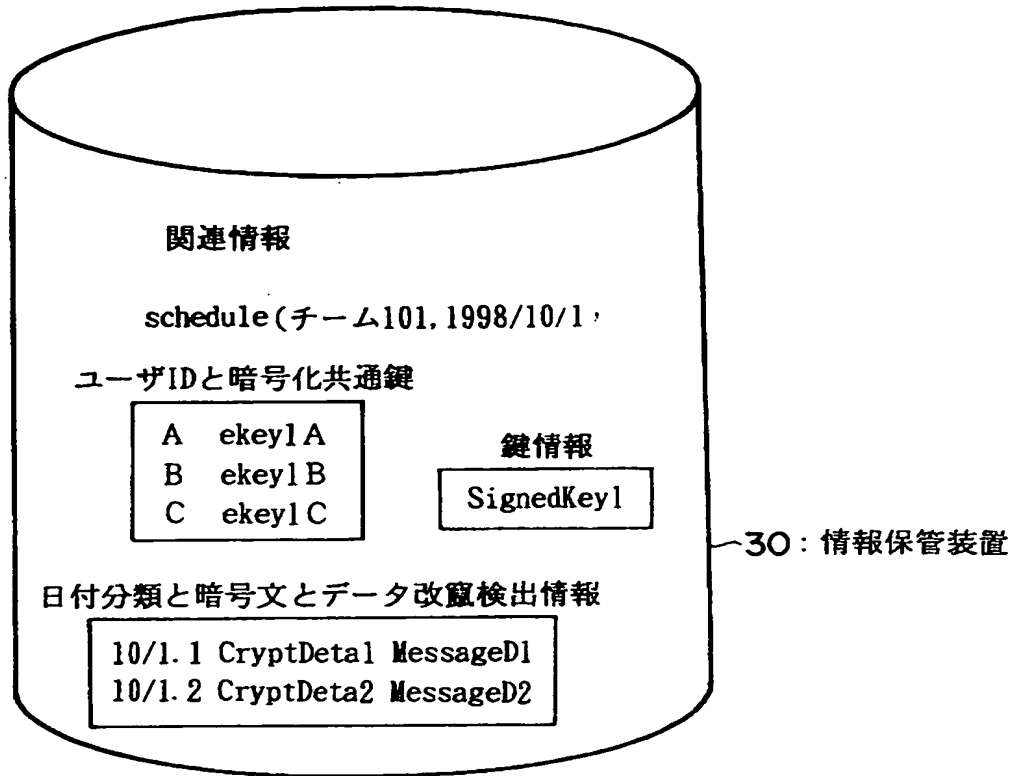 関連情報
schedule(チーム101,1998/10/1,
ユーザIDと暗号化共通鍵
A ekey1A
B ekey1B
C ekey1C
鍵情報
SignedKey1
30:情報保管装置
日付分類と暗号文とデータ改竄検出情報
10/1.1 CryptDeta1 MessageD1
10/1.2 CryptDeta2 MessageD2